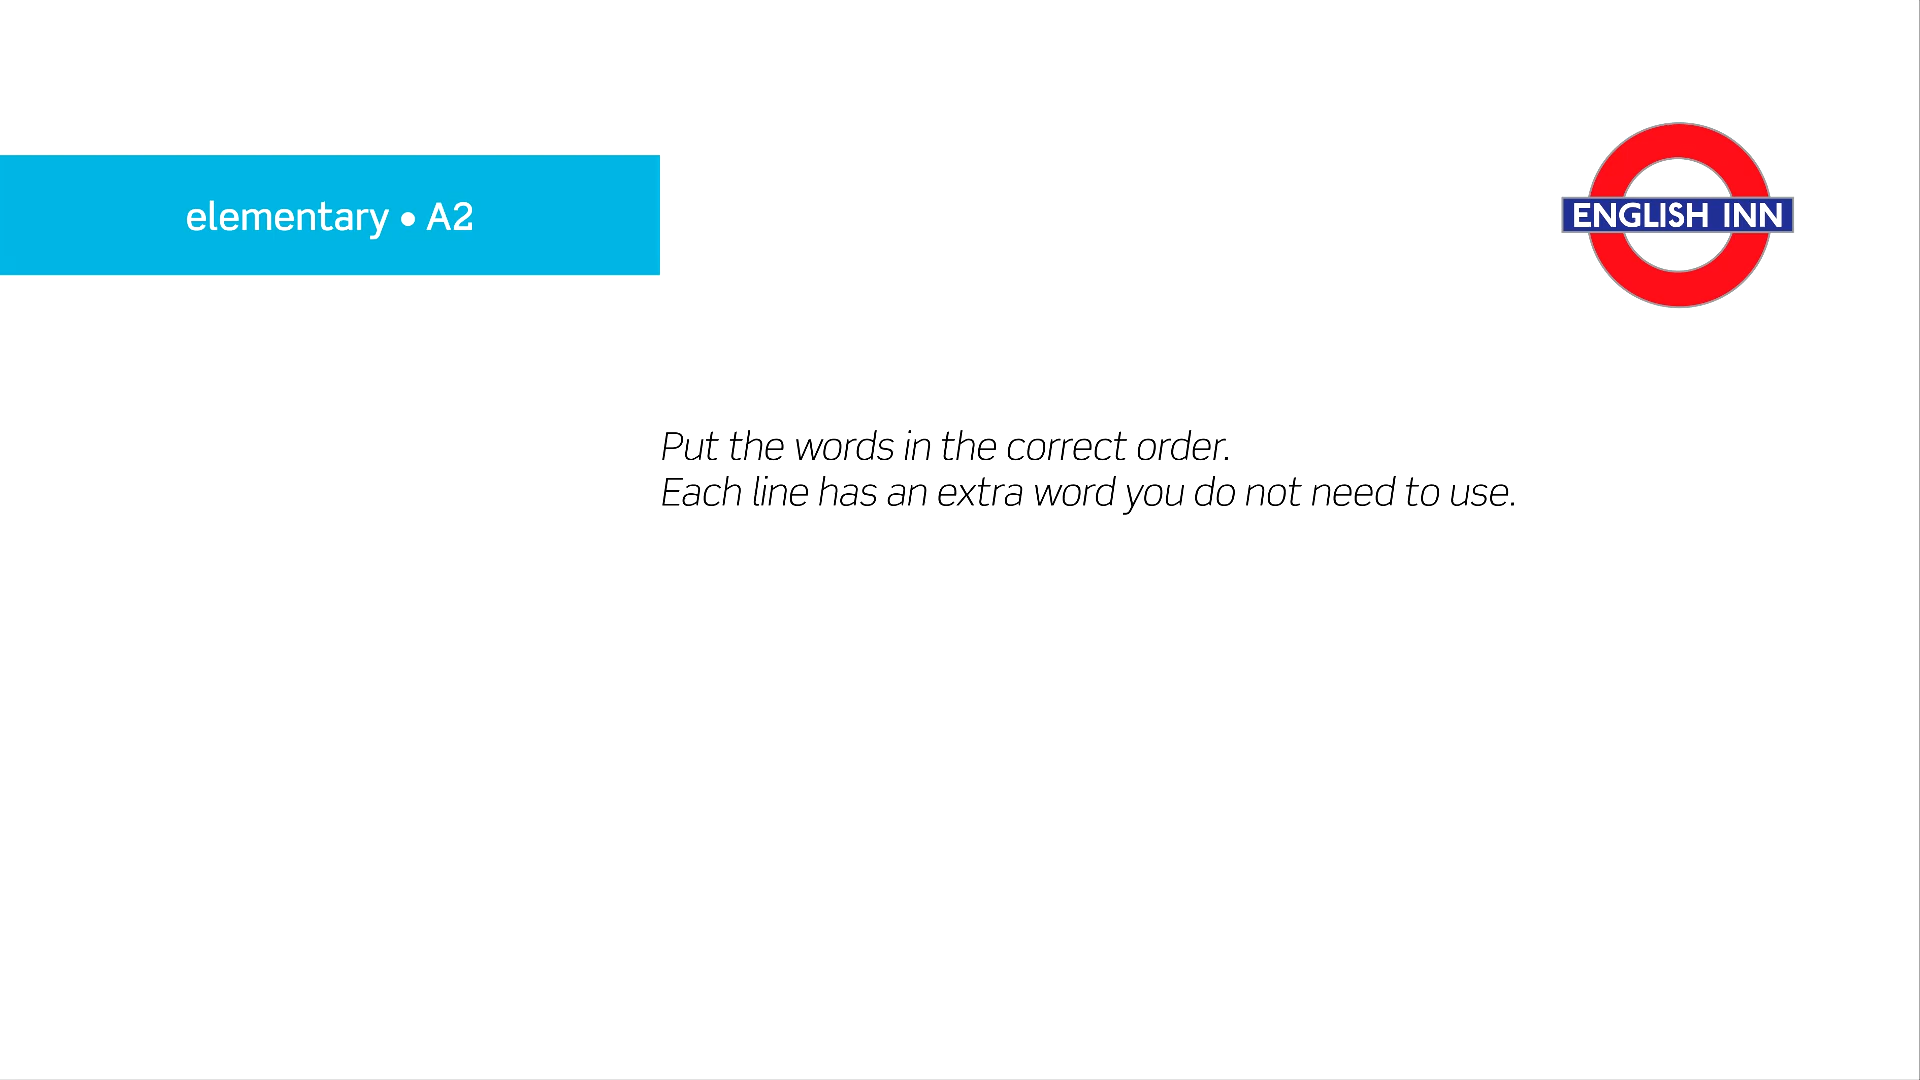 elementary • A2
ENGLISH INN
Put the words in the correct order.
Each line has an extra word you do not need to use.